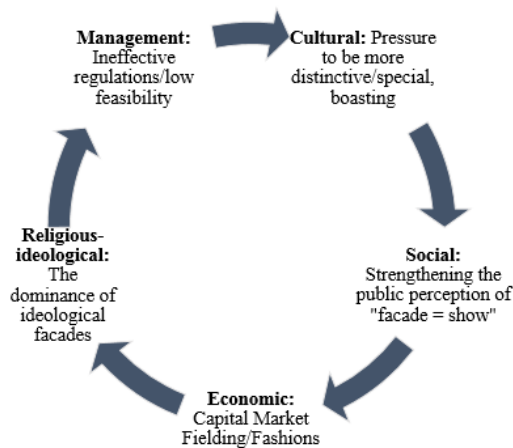 Management:
Ineffective
regulations/low
feasibility
Cultural: Pressure
to be more
distinctive/special,
boasting
Social:
Strengthening the
public perception of
"facade = show"
Economic:
Capital Market
Fielding/Fashions
Religious-
ideological:
The
dominance of
ideological
facades